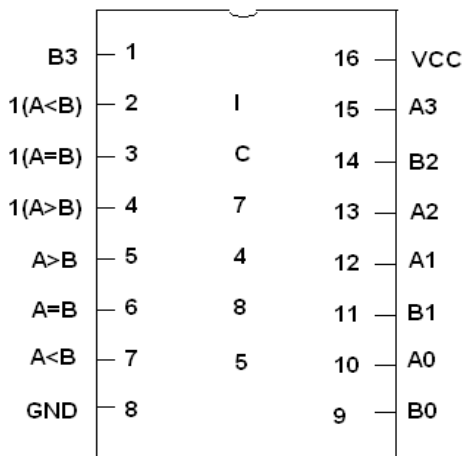 B3 1 16 VCC
1(A<B) 2 I 15 A3
1(A=B) 3 C 14 B2
1(A>B) 4 7 13 A2
A>B 5 4 12 A1
A=B 6 8 11 B1
A<B 7 5 10 A0
GND 8 9 B0